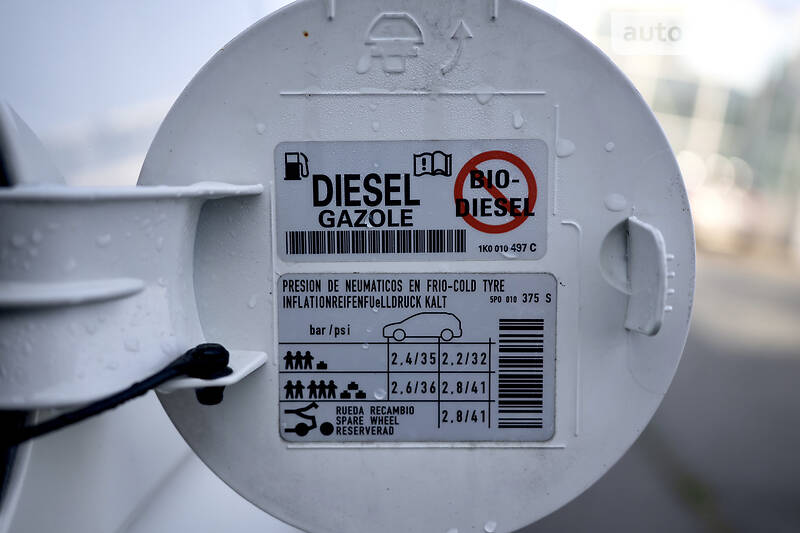 auto
DIESEL
GAZOLE
BIO-
DIESEL
1K0 010 497 C
PRESION DE NEUMATICOS EN FRIO-COLD TYRE
INFLATIONREIFENFUelLDRUCK KALT
5P0 010 375 S
bar/psi
2,4/35 2,2/32
2,6/36 2,8/41
RUEDA RECAMBIO
SPARE WHEEL
RESERVERAD
2,8/41